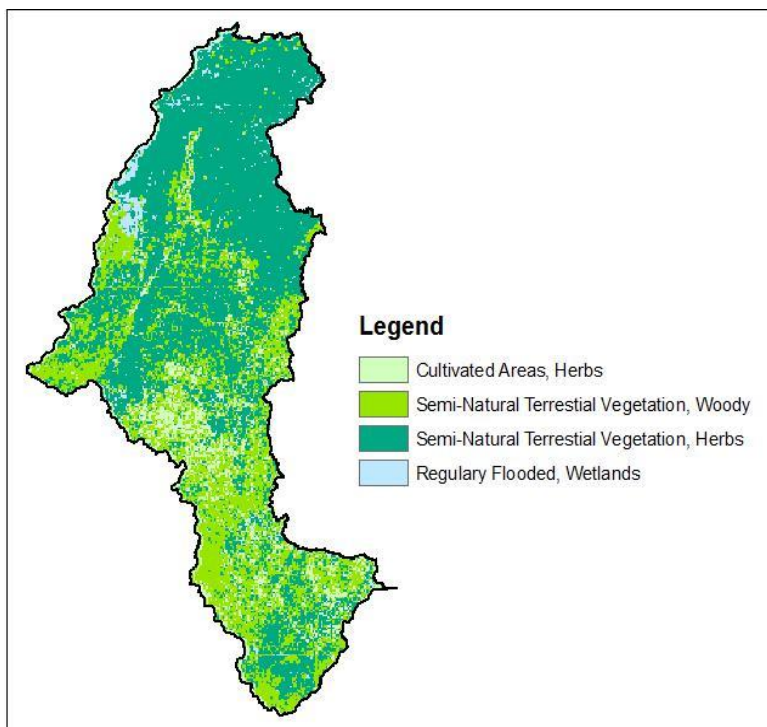 Legend
Cultivated Areas, Herbs
Semi-Natural Terrestial Vegetation, Woody
Semi-Natural Terrestial Vegetation, Herbs
Regulary Flooded, Wetlands